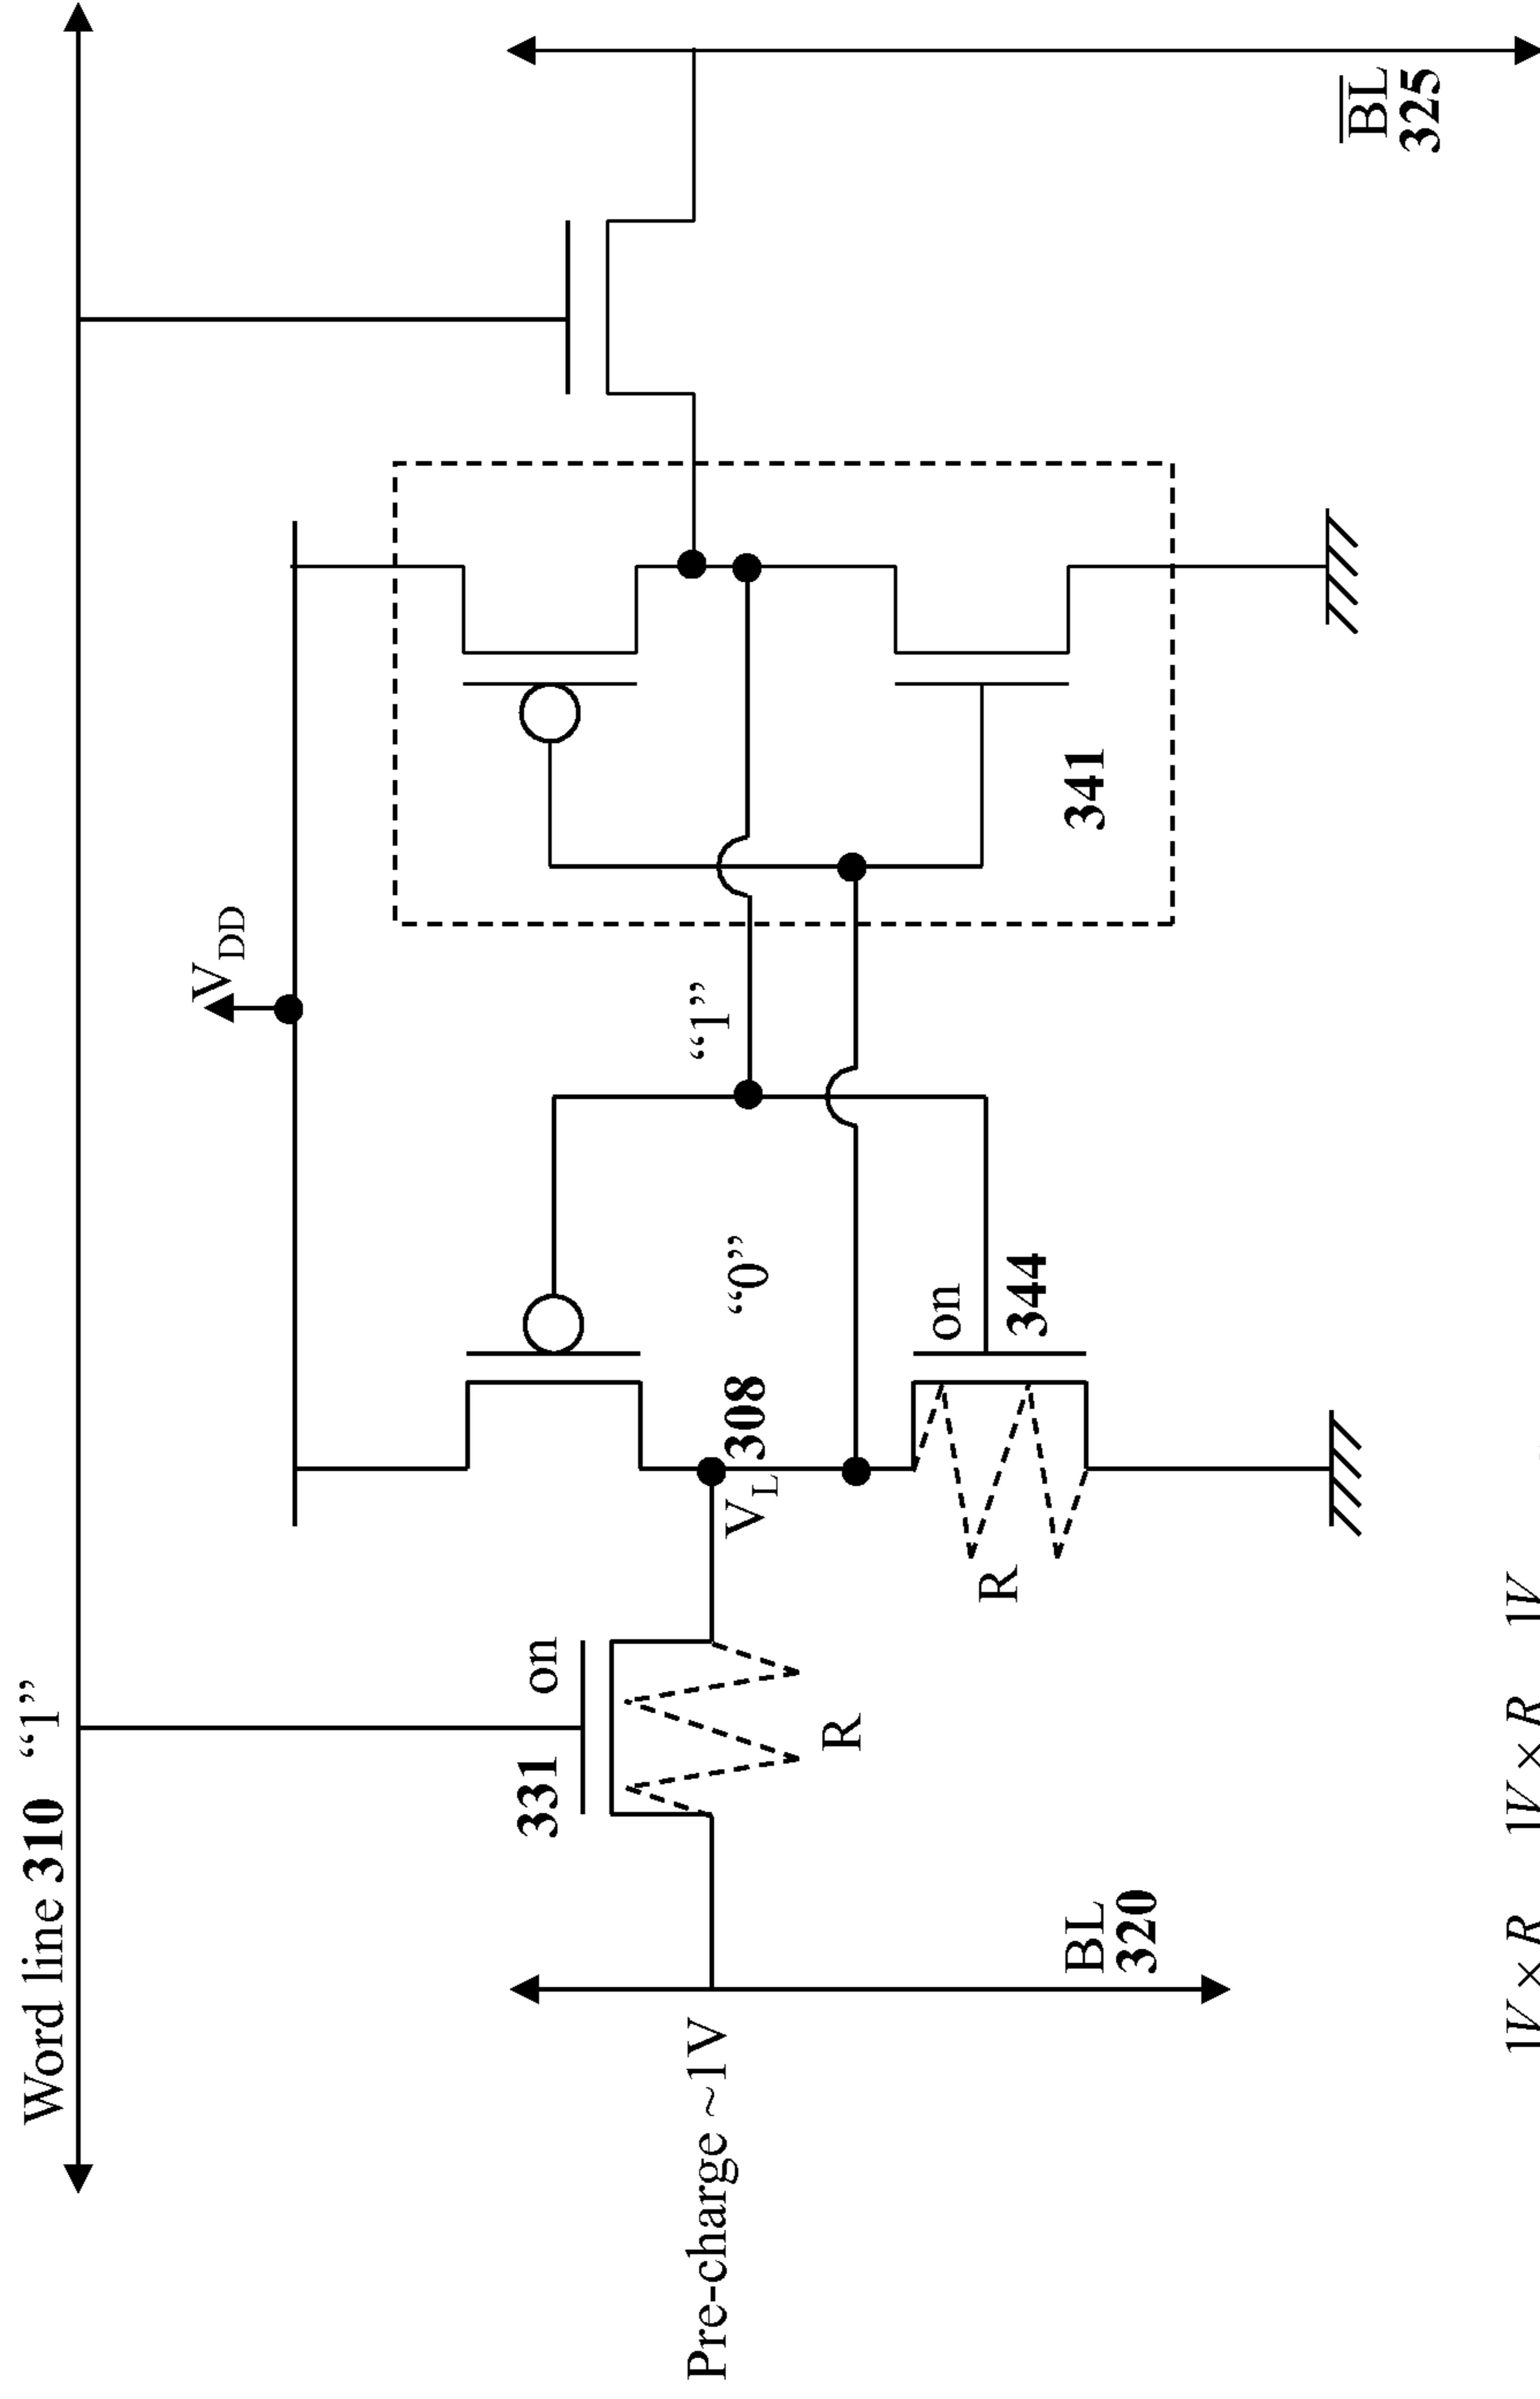 Word line 310 “1”
V_DD
331 on
R
Pre-charge ~1V
BL
320
V_L 308 “0”
“1”
on
344
R
341
B̅L̅
325
1V × R 1V × R 1V